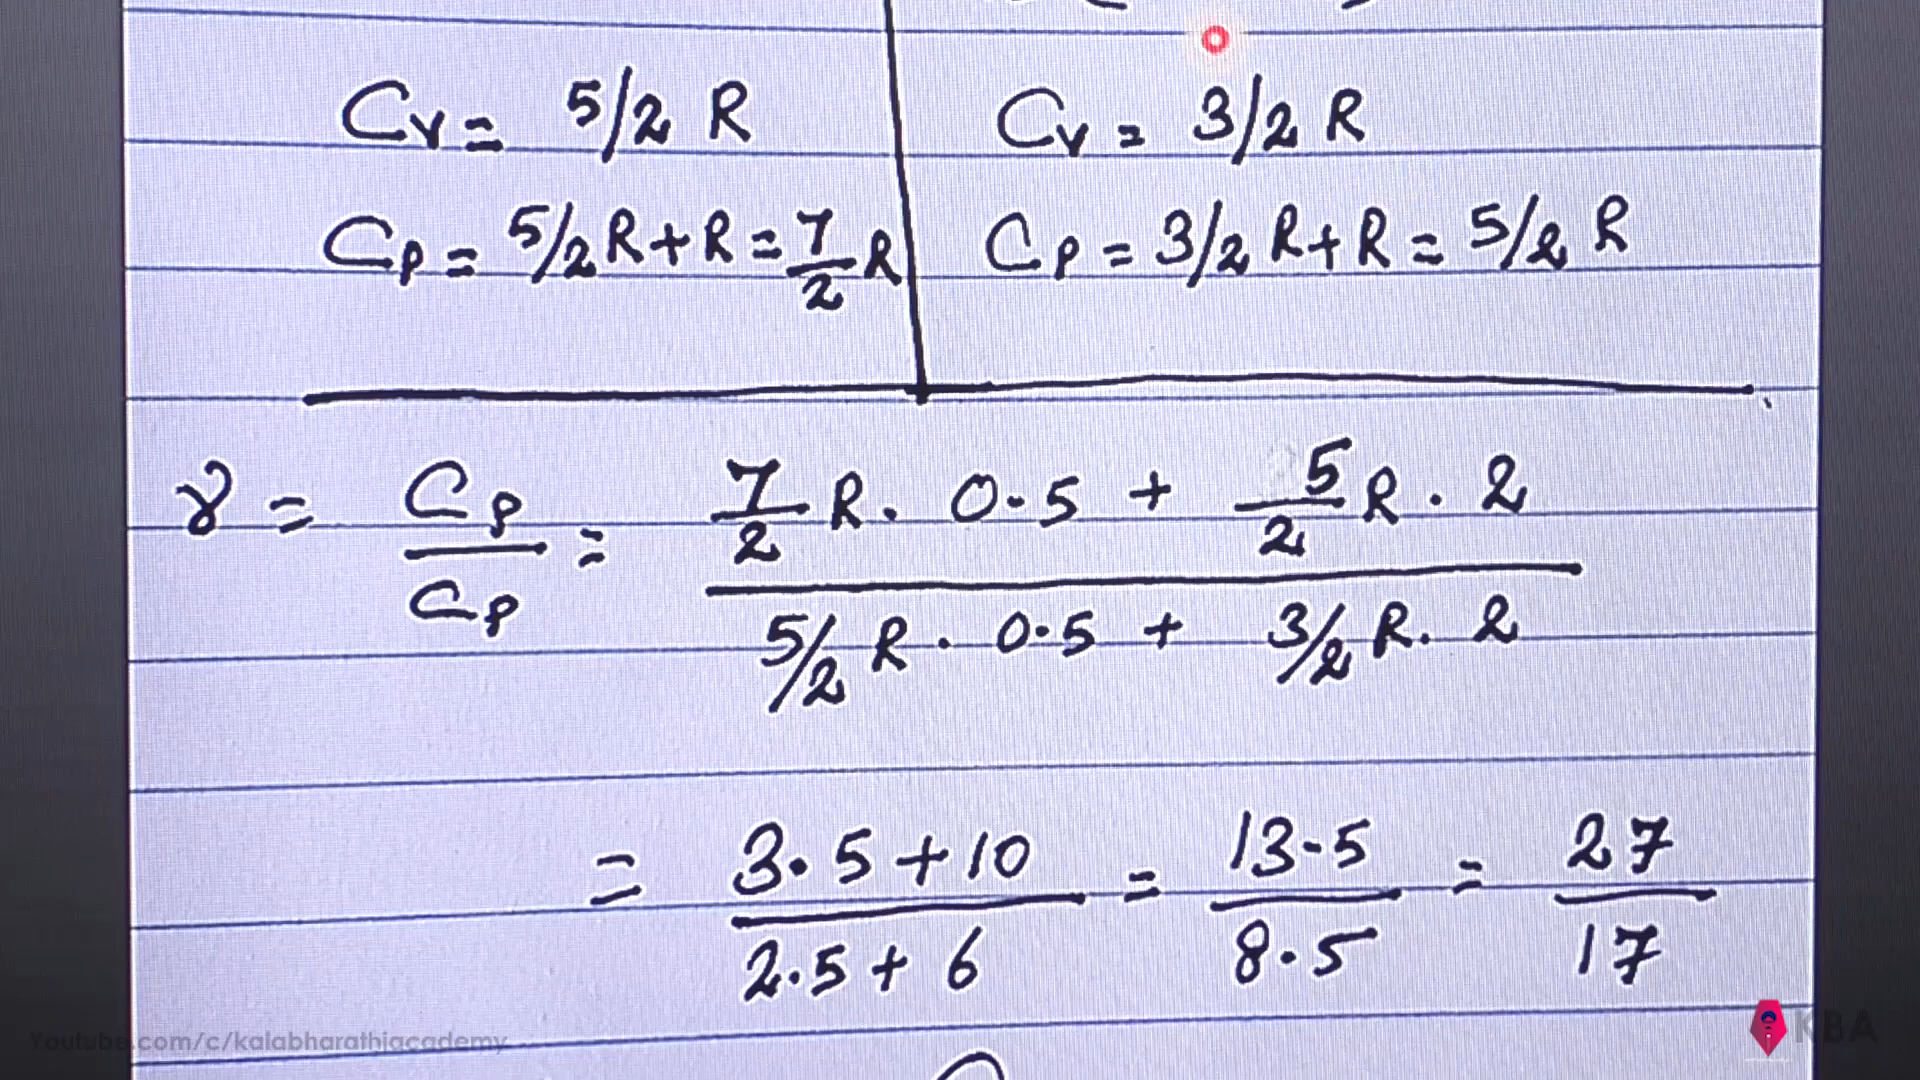 Cv = 5/2 R
Cv = 3/2 R
Cp = 5/2 R + R = 7/2 R
Cp = 3/2 R + R = 5/2 R
γ = Cp/Cp = (7/2 R . 0.5 + 5/2 R . 2)/(5/2 R . 0.5 + 3/2 R . 2)
= (3.5 + 10)/(2.5 + 6) = 13.5/8.5 = 27/17
Youtube.com/c/kalabharathiacademy
KBA